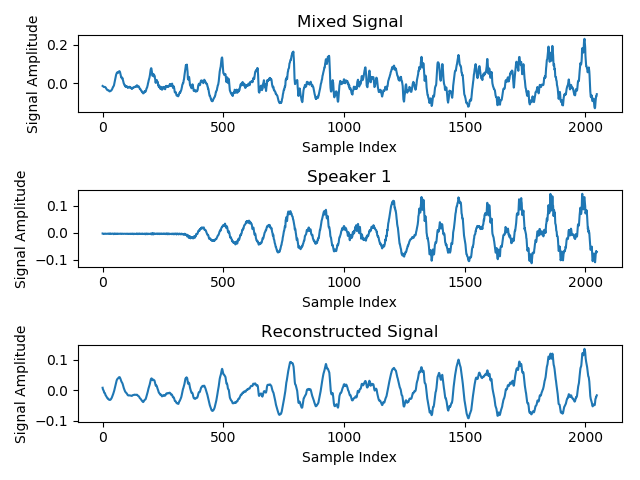 Mixed Signal
Signal Amplitude
0.2
0.0
0 500 1000 1500 2000
Sample Index
Speaker 1
Signal Amplitude
0.1
0.0
−0.1
0 500 1000 1500 2000
Sample Index
Reconstructed Signal
Signal Amplitude
0.1
0.0
−0.1
0 500 1000 1500 2000
Sample Index